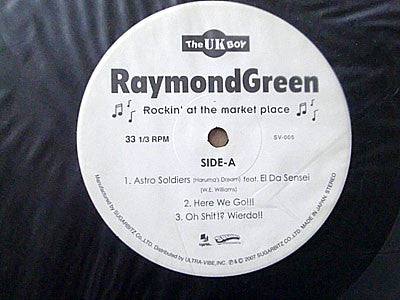 The UK BOY
RaymondGreen
Rockin' at the market place
33 1/3 RPM
SV-005
SIDE-A
1. Astro Soldiers (Haruma's Dream) feat. El Da Sensei
(W.E. Williams)
2. Here We Go!!!
3. Oh Shit!? Wierdo!!
Manufactured by SUGARBITZ CO.,LTD. Distributed by ULTRA-VIBE, INC. ℗ & © 2007 SUGARBITZ CO.,LTD. MADE IN JAPAN STEREO